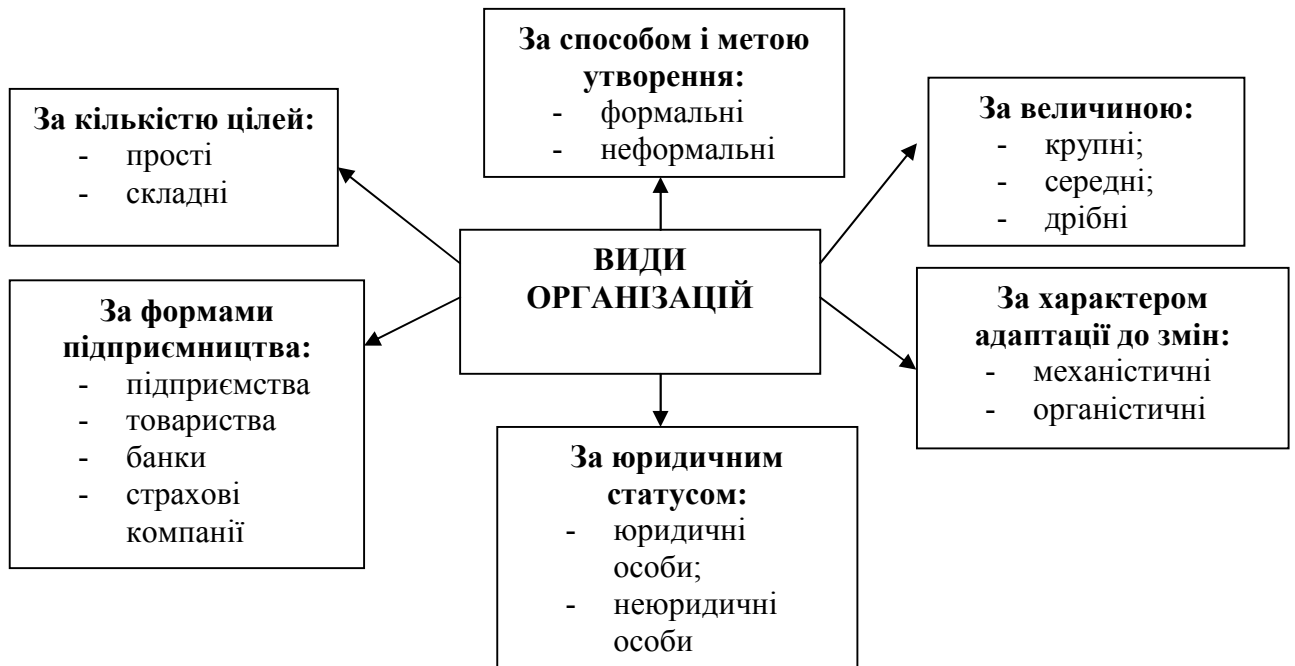 За способом і метою
утворення:
- формальні
- неформальні
За кількістю цілей:
- прості
- складні
За величиною:
- крупні;
- середні;
- дрібні
ВИДИ
ОРГАНІЗАЦІЙ
За формами
підприємництва:
- підприємства
- товариства
- банки
- страхові
компанії
За характером
адаптації до змін:
- механістичні
- органістичні
За юридичним
статусом:
- юридичні
особи;
- неюридичні
особи